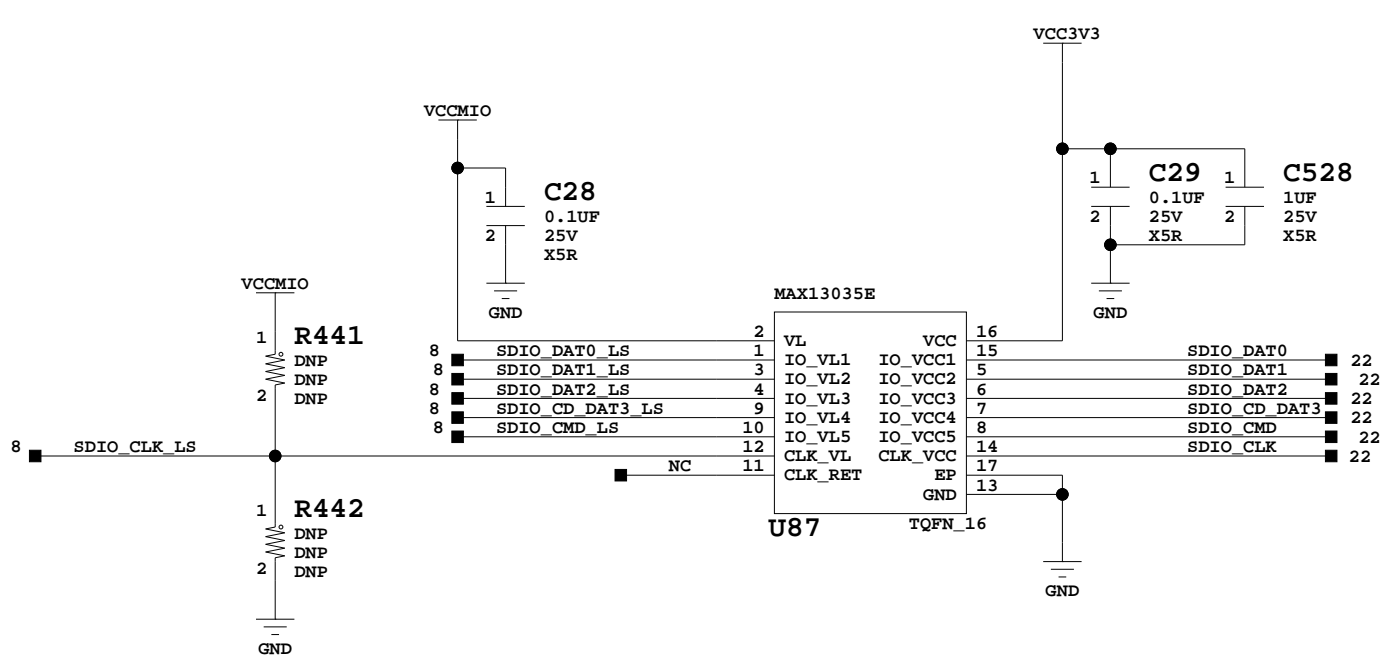 VCC3V3
VCCMIO
1 C28
0.1UF
2 25V
X5R
GND
1 C29
0.1UF
2 25V
X5R
GND
1 C528
1UF
2 25V
X5R
VCCMIO
1 R441
DNP
DNP
2 DNP
MAX13035E
2 VL VCC 16
8 SDIO_DAT0_LS 1 IO_VL1 IO_VCC1 15 SDIO_DAT0 22
8 SDIO_DAT1_LS 3 IO_VL2 IO_VCC2 5 SDIO_DAT1 22
8 SDIO_DAT2_LS 4 IO_VL3 IO_VCC3 6 SDIO_DAT2 22
8 SDIO_CD_DAT3_LS 9 IO_VL4 IO_VCC4 7 SDIO_CD_DAT3 22
8 SDIO_CMD_LS 10 IO_VL5 IO_VCC5 8 SDIO_CMD 22
8 SDIO_CLK_LS 12 CLK_VL CLK_VCC 14 SDIO_CLK 22
NC 11 CLK_RET EP 17
GND 13
U87 TQFN_16
1 R442
DNP
DNP
2 DNP
GND
GND